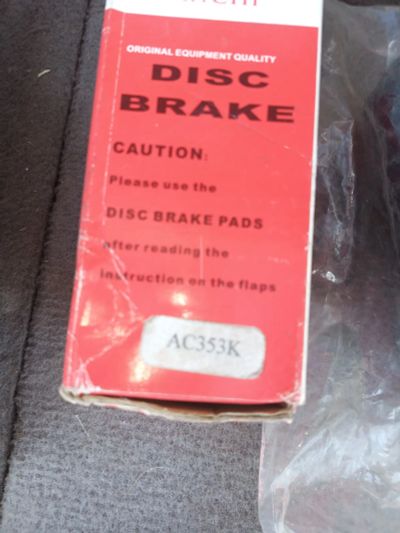 ORIGINAL EQUIPMENT QUALITY
DISC
BRAKE
CAUTION:
Please use the
DISC BRAKE PADS
after reading the
instruction on the flaps
AC353K